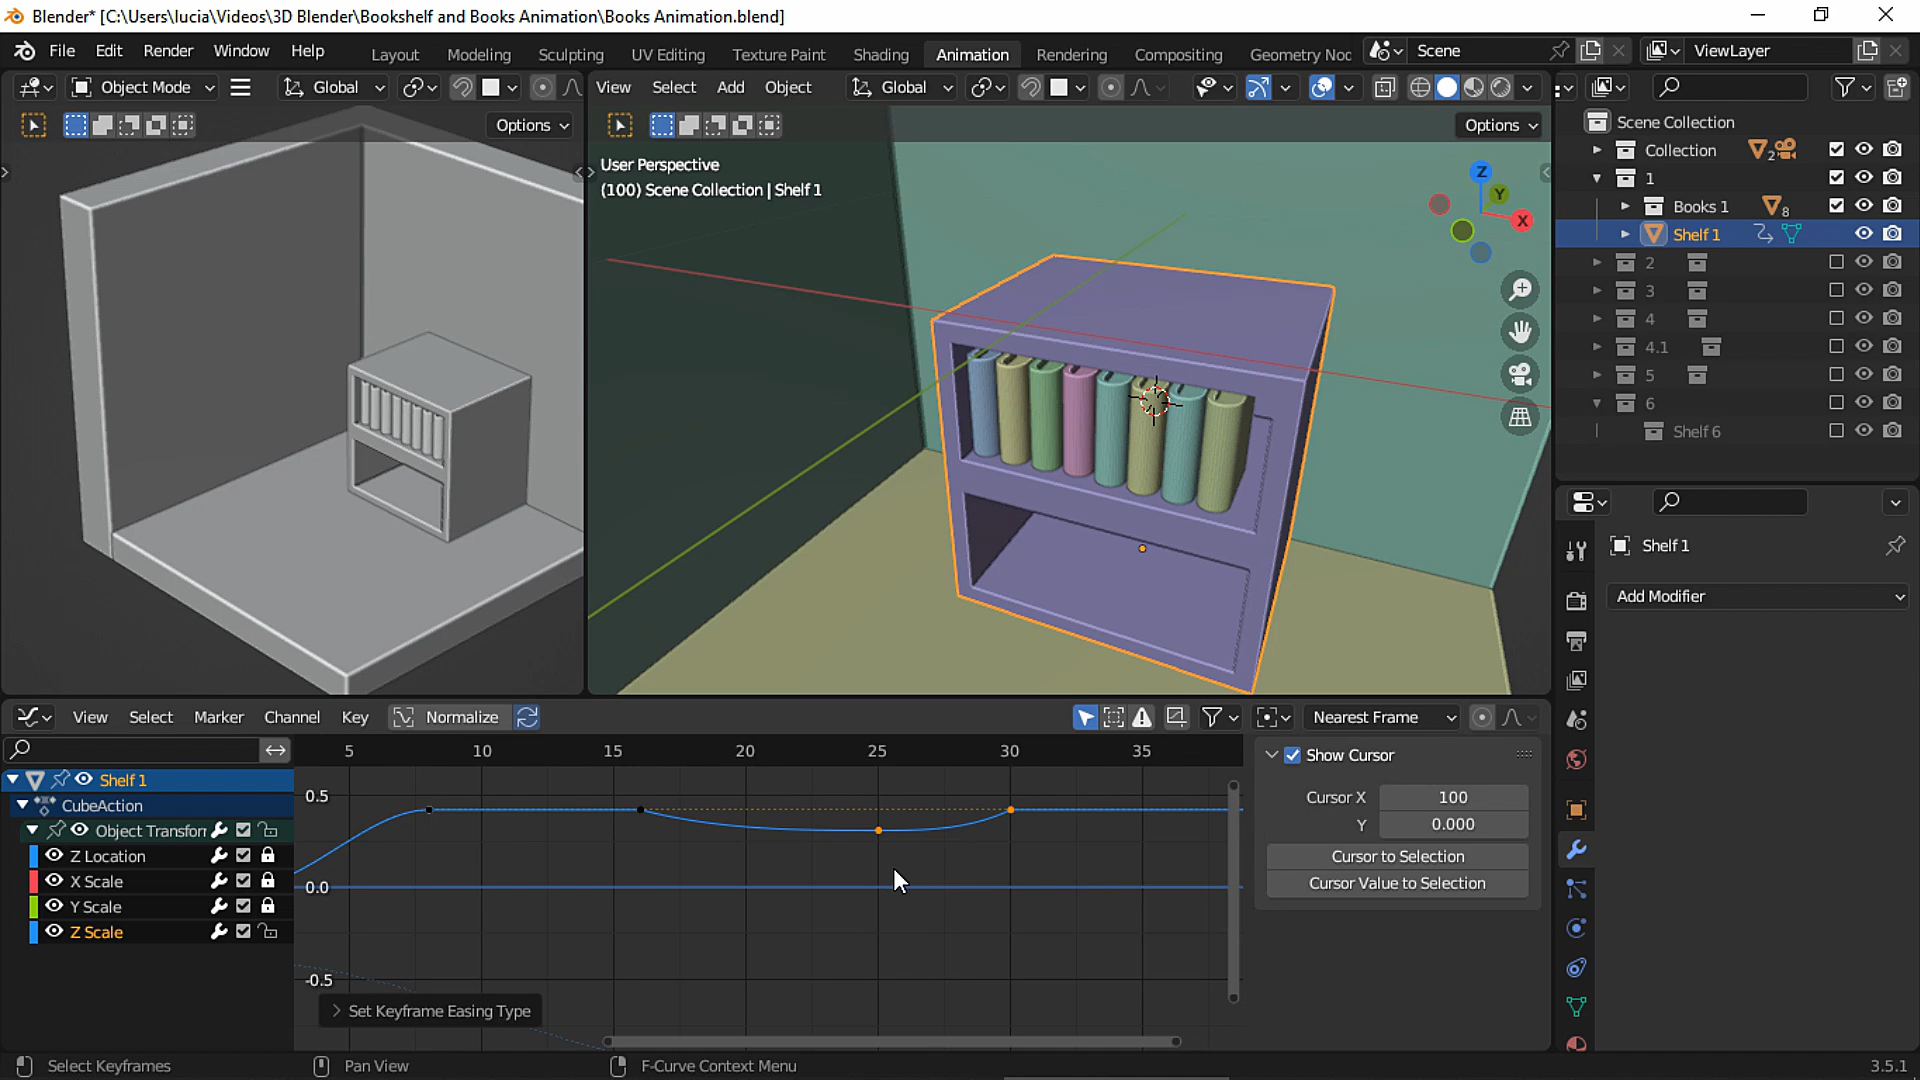 Blender* [C:\Users\lucia\Videos\3D Blender\Bookshelf and Books Animation\Books Animation.blend]
File Edit Render Window Help
Layout Modeling Sculpting UV Editing Texture Paint Shading Animation Rendering Compositing Geometry Noc
Scene
ViewLayer
Object Mode
Global
View Select Add Object
Global
Options
Options
User Perspective
(100) Scene Collection | Shelf 1
Z
Y
X
Scene Collection
Collection
2
1
Books 1
8
Shelf 1
2
3
4
4.1
5
6
Shelf 6
Shelf 1
Add Modifier
View Select Marker Channel Key Normalize
Nearest Frame
5 10 15 20 25 30 35
Shelf 1
CubeAction
Object Transforr
Z Location
X Scale
Y Scale
Z Scale
0.5
0.0
-0.5
Set Keyframe Easing Type
Show Cursor
Cursor X 100
Y 0.000
Cursor to Selection
Cursor Value to Selection
Select Keyframes
Pan View
F-Curve Context Menu
3.5.1